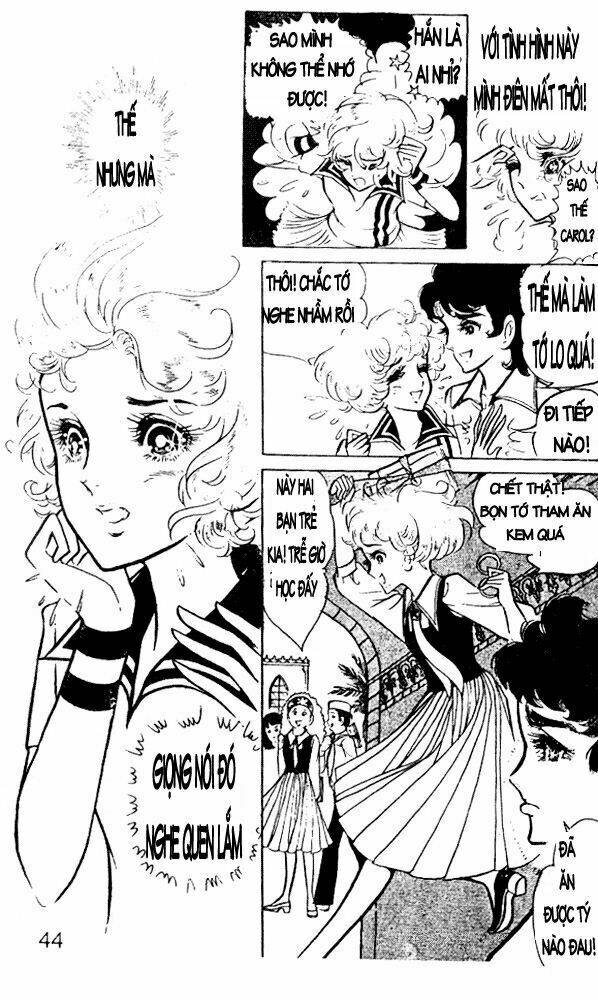 VỚI TÌNH HÌNH NÀY
MÌNH ĐIÊN MẤT THÔI!
SAO
THẾ
CAROL?
HẮN LÀ
AI NHỈ?
SAO MÌNH
KHÔNG THỂ NHỚ
ĐƯỢC!
THẾ
NHƯNG MÀ
GIỌNG NÓI ĐÓ
NGHE QUEN LẮM
THẾ MÀ LÀM
TỚ LO QUÁ!
ĐI TIẾP
NÀO!
THÔI! CHẮC TỚ
NGHE NHẦM RỒI
CHẾT THẬT!
BỌN TỚ THAM ĂN
KEM QUÁ
NÀY HAI
BẠN TRẺ
KIA! TRỄ GIỜ
HỌC ĐẤY
ĐÃ
ĂN
ĐƯỢC TÝ
NÀO ĐÂU!
44